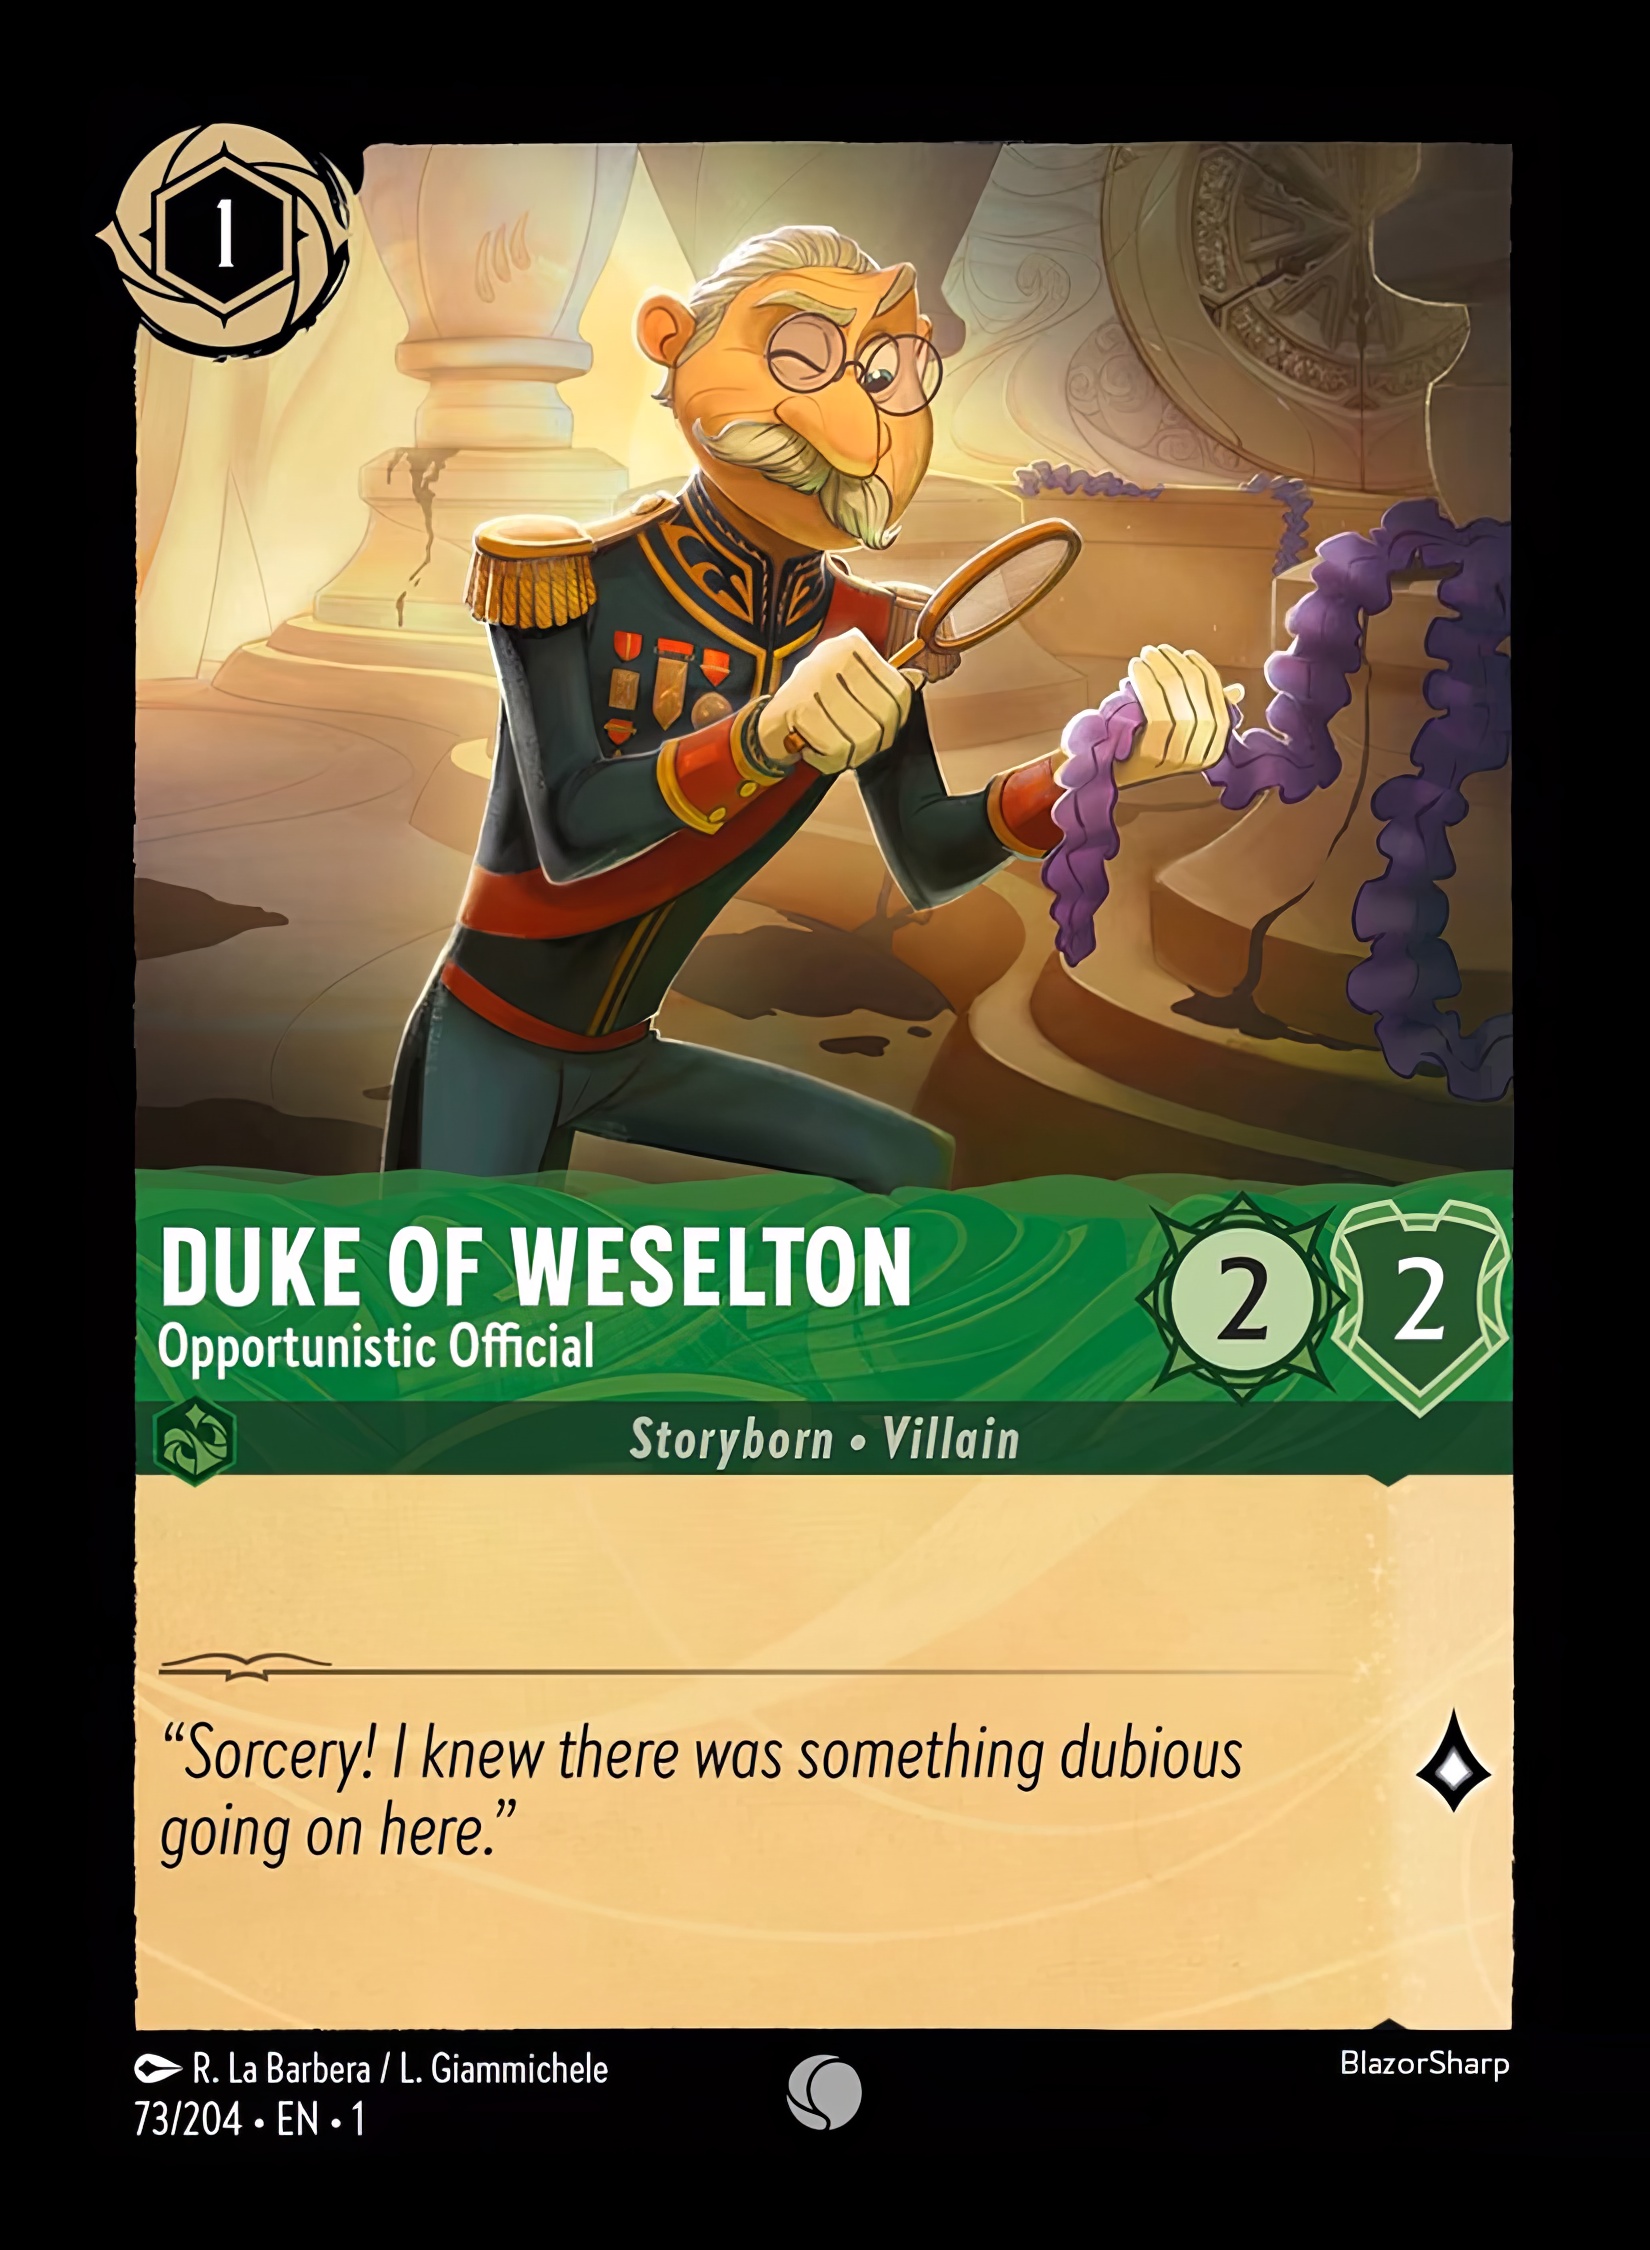 1
DUKE OF WESELTON
Opportunistic Official
2
2
Storyborn • Villain
“Sorcery! I knew there was something dubious
going on here.”
R. La Barbera / L. Giammichele
73/204 • EN • 1
BlazorSharp